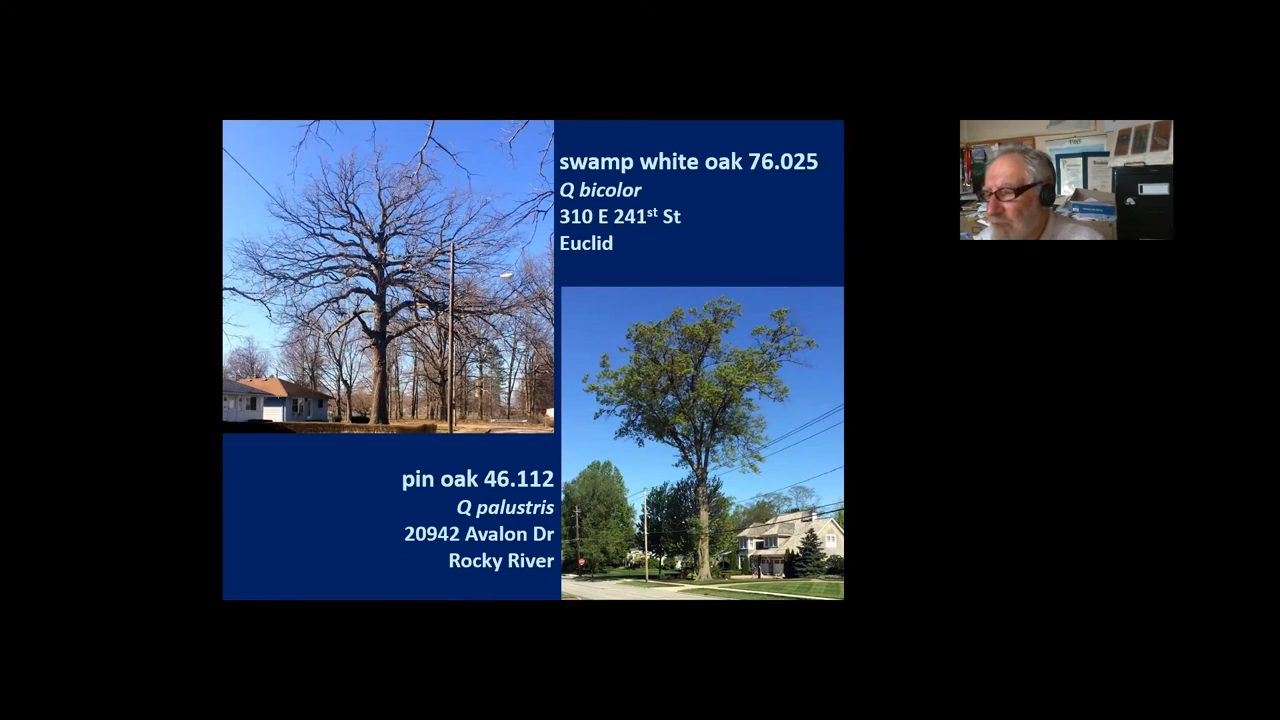 swamp white oak 76.025
Q bicolor
310 E 241st St
Euclid
pin oak 46.112
Q palustris
20942 Avalon Dr
Rocky River